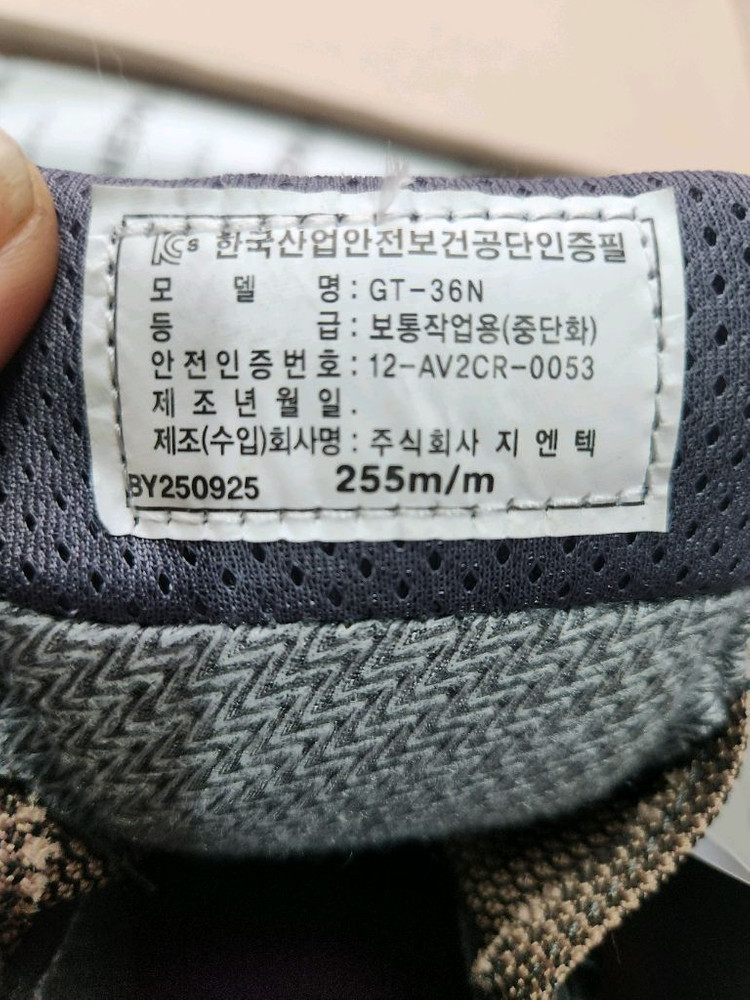 KCs 한국산업안전보건공단인증필
모 델 명 : GT-36N
등 급 : 보통작업용(중단화)
안전인증번호 : 12-AV2CR-0053
제 조 년 월 일 .
제조(수입)회사명 : 주식회사 지 엔 텍
BY250925 255m/m